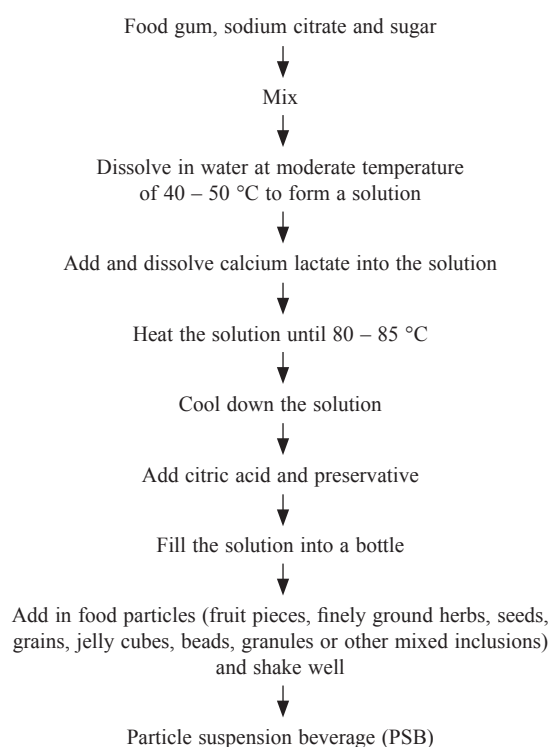 Food gum, sodium citrate and sugar
Mix
Dissolve in water at moderate temperature
of 40 – 50 °C to form a solution
Add and dissolve calcium lactate into the solution
Heat the solution until 80 – 85 °C
Cool down the solution
Add citric acid and preservative
Fill the solution into a bottle
Add in food particles (fruit pieces, finely ground herbs, seeds,
grains, jelly cubes, beads, granules or other mixed inclusions)
and shake well
Particle suspension beverage (PSB)